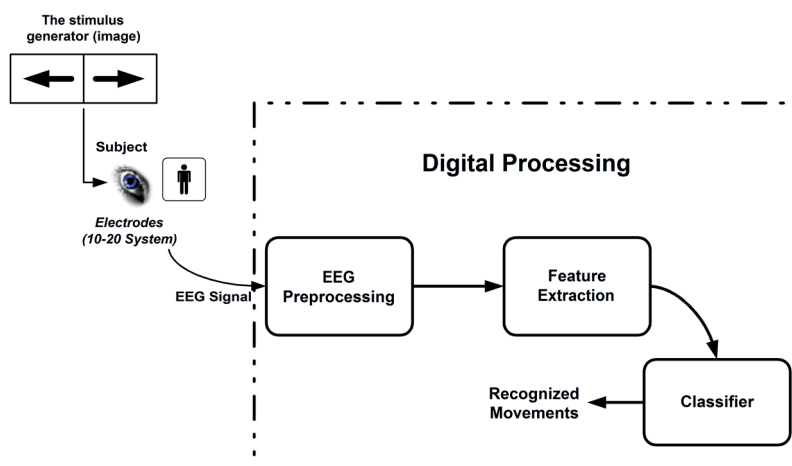 The stimulus
generator (image)
Subject
Electrodes
(10-20 System)
EEG Signal
Digital Processing
EEG
Preprocessing
Feature
Extraction
Classifier
Recognized
Movements